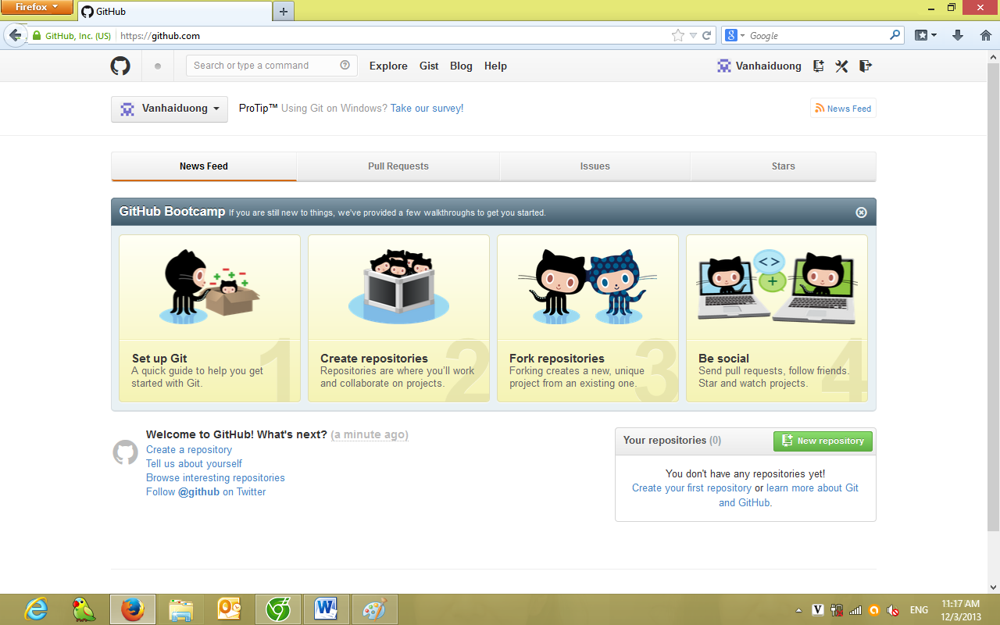 Firefox
GitHub
GitHub, Inc. (US)
https://github.com
Google
Search or type a command
Explore
Gist
Blog
Help
Vanhaiduong
Vanhaiduong
ProTip™ Using Git on Windows? Take our survey!
News Feed
News Feed
Pull Requests
Issues
Stars
GitHub Bootcamp If you are still new to things, we've provided a few walkthroughs to get you started.
1
Set up Git
A quick guide to help you get
started with Git.
2
Create repositories
Repositories are where you'll work
and collaborate on projects.
3
Fork repositories
Forking creates a new, unique
project from an existing one.
4
Be social
Send pull requests, follow friends.
Star and watch projects.
Welcome to GitHub! What's next? (a minute ago)
Create a repository
Tell us about yourself
Browse interesting repositories
Follow @github on Twitter
Your repositories (0)
New repository
You don't have any repositories yet!
Create your first repository or learn more about Git
and GitHub.
ENG
11:17 AM
12/3/2013